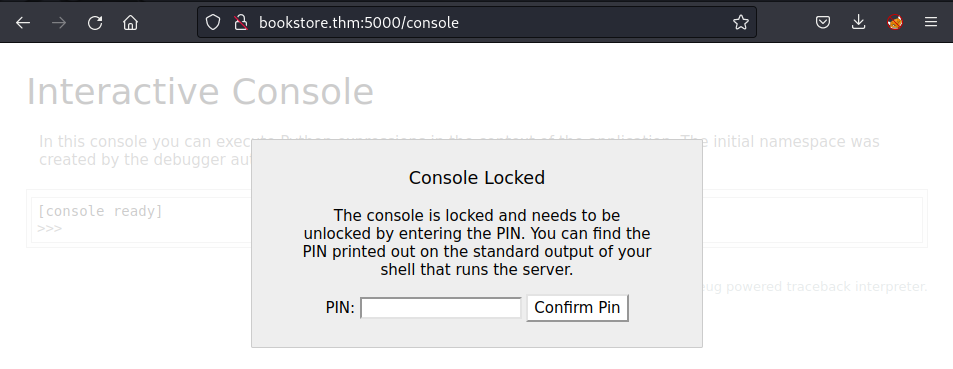 bookstore.thm:5000/console
Interactive Console
In this console you can execute Python expressions in the context of the application. The initial namespace was
created by the debugger au
Console Locked
[console ready]
>>>
The console is locked and needs to be
unlocked by entering the PIN. You can find the
PIN printed out on the standard output of your
shell that runs the server.
ug powered traceback interpreter.
PIN:
Confirm Pin